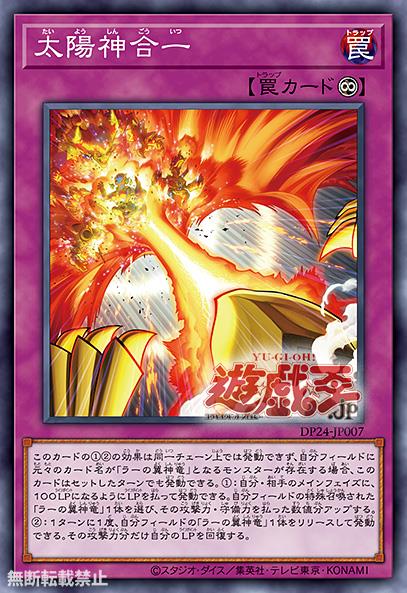 太陽神合一
罠
【罠カード】
YU-GI-OH!
遊戯王.jp
DP24-JP007
このカードの①②の効果は同一チェーン上では発動できず、自分フィールドに
元々のカード名が「ラーの翼神竜」となるモンスターが存在する場合、この
カードはセットしたターンでも発動できる。①：自分・相手のメインフェイズに
100LPになるようにLPを払って発動できる。自分フィールドの特殊召喚された
「ラーの翼神竜」1体を選び、その攻撃力・守備力を払った数値分アップする。
②：1ターンに1度、自分フィールドの「ラーの翼神竜」1体をリリースして発動
できる。その攻撃力分だけ自分のLPを回復する。
無断転載禁止
©スタジオ・ダイス／集英社・テレビ東京・KONAMI